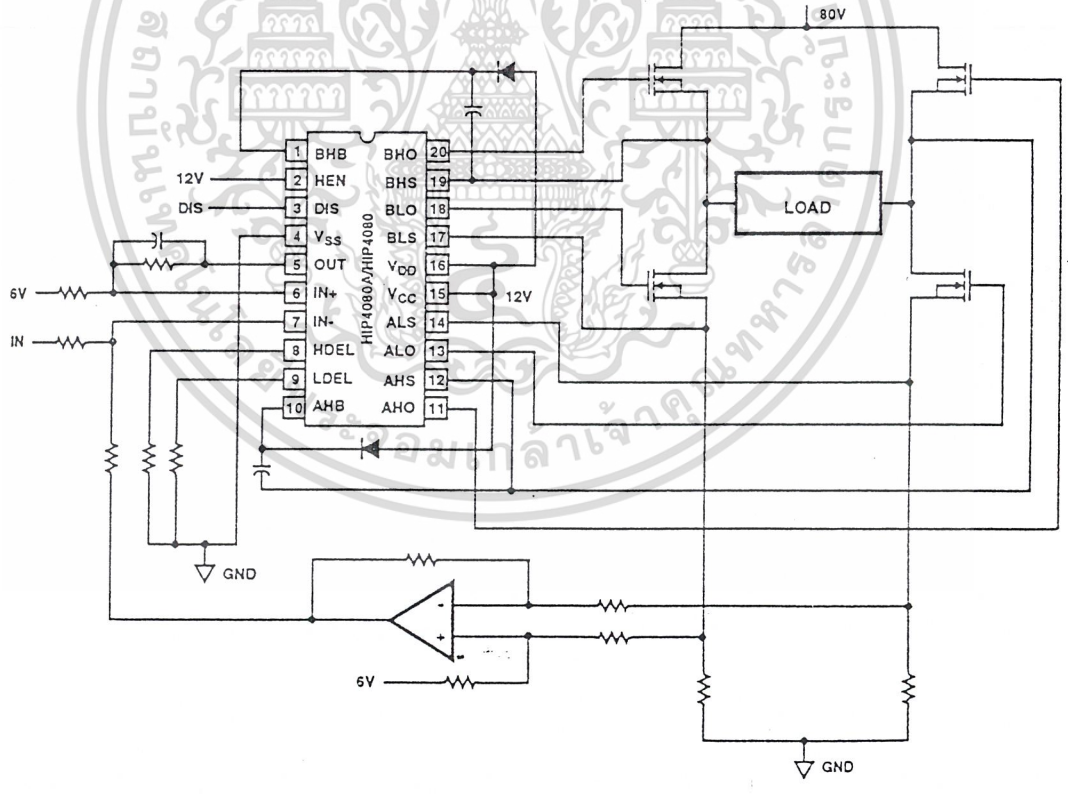 80V
1 BHB BHO 20
12V 2 HEN BHS 19
DIS 3 DIS BLO 18
4 VSS BLS 17
5 OUT VDD 16
6V 6 IN+ VCC 15 12V
IN 7 IN- ALS 14
8 HDEL ALO 13
9 LDEL AHS 12
10 AHB AHO 11
HIP4080A/HIP4080
LOAD
GND
-
+
6V
GND